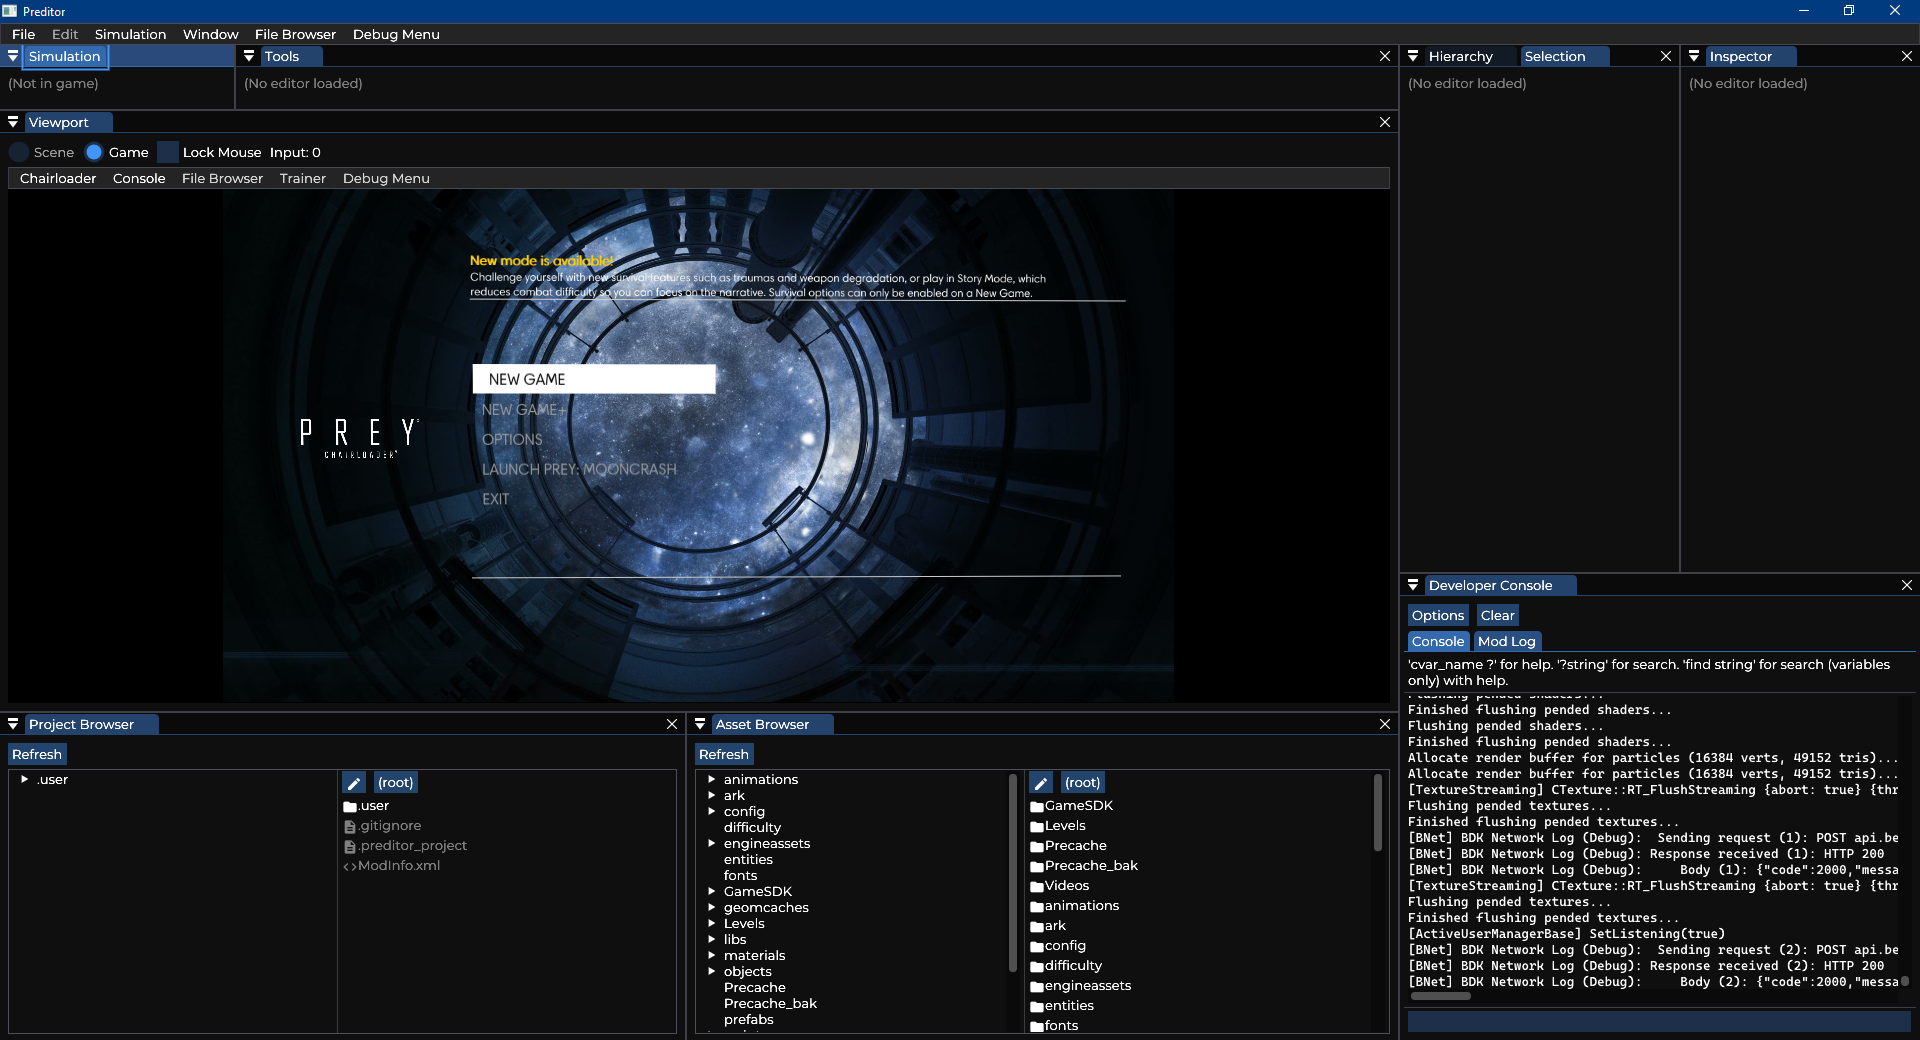 Preditor
File Edit Simulation Window File Browser Debug Menu
Simulation
(Not in game)
Tools
(No editor loaded)
Hierarchy Selection
(No editor loaded)
Inspector
(No editor loaded)
Viewport
Scene Game Lock Mouse Input: 0
Chairloader Console File Browser Trainer Debug Menu
New mode is available!
Challenge yourself with new survival features such as traumas and weapon degradation, or play in Story Mode, which
reduces combat difficulty so you can focus on the narrative. Survival options can only be enabled on a New Game.
NEW GAME
NEW GAME+
OPTIONS
LAUNCH PREY: MOONCRASH
EXIT
PREY
CHAIRLOADER
Project Browser
Refresh
.user
(root)
.user
.gitignore
.preditor_project
ModInfo.xml
Asset Browser
Refresh
animations
ark
config
difficulty
engineassets
entities
fonts
GameSDK
geomcaches
Levels
libs
materials
objects
Precache
Precache_bak
prefabs
(root)
GameSDK
Levels
Precache
Precache_bak
Videos
animations
ark
config
difficulty
engineassets
entities
fonts
Developer Console
Options Clear
Console Mod Log
'cvar_name ?' for help. '?string' for search. 'find string' for search (variables
only) with help.
Flushing pended shaders...
Finished flushing pended shaders...
Flushing pended shaders...
Finished flushing pended shaders...
Allocate render buffer for particles (16384 verts, 49152 tris)...
Allocate render buffer for particles (16384 verts, 49152 tris)...
[TextureStreaming] CTexture::RT_FlushStreaming {abort: true} {thr
Flushing pended textures...
Finished flushing pended textures...
[BNet] BDK Network Log (Debug):  Sending request (1): POST api.be
[BNet] BDK Network Log (Debug): Response received (1): HTTP 200
[BNet] BDK Network Log (Debug):     Body (1): {"code":2000,"messa
[TextureStreaming] CTexture::RT_FlushStreaming {abort: true} {thr
Flushing pended textures...
Finished flushing pended textures...
[ActiveUserManagerBase] SetListening(true)
[BNet] BDK Network Log (Debug):  Sending request (2): POST api.be
[BNet] BDK Network Log (Debug): Response received (2): HTTP 200
[BNet] BDK Network Log (Debug):     Body (2): {"code":2000,"messa